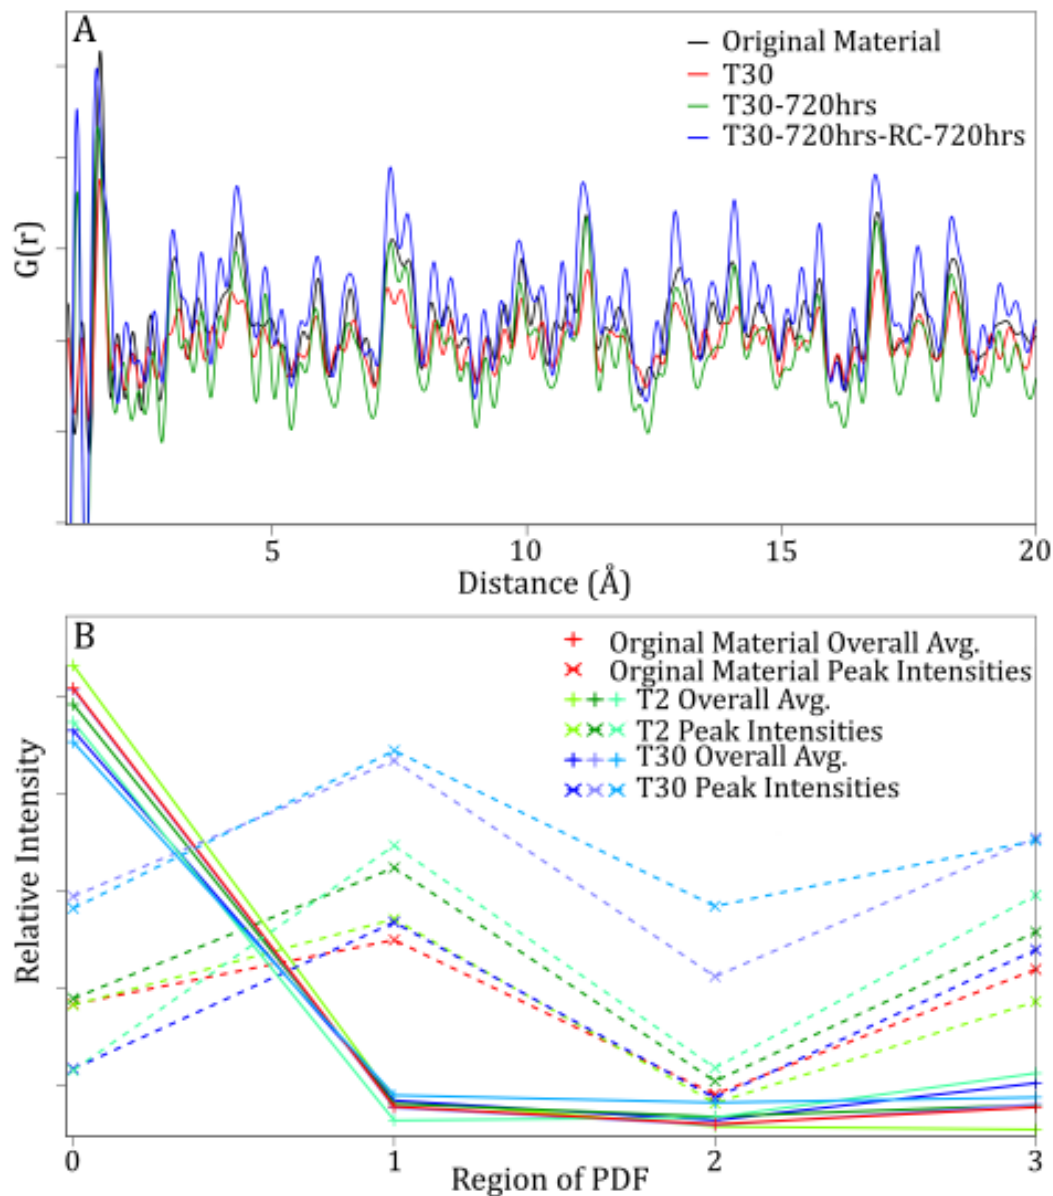 A
Original Material
T30
T30-720hrs
T30-720hrs-RC-720hrs
G(r)
5 10 15 20
Distance (Å)
B
Orginal Material Overall Avg.
Orginal Material Peak Intensities
T2 Overall Avg.
T2 Peak Intensities
T30 Overall Avg.
T30 Peak Intensities
Relative Intensity
0 1 2 3
Region of PDF